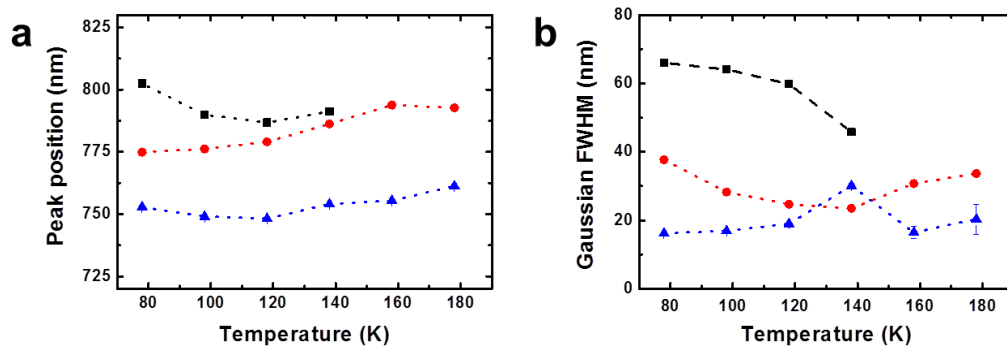 a
825
800
775
750
725
Peak position (nm)
80 100 120 140 160 180
Temperature (K)
b
80
60
40
20
0
Gaussian FWHM (nm)
80 100 120 140 160 180
Temperature (K)